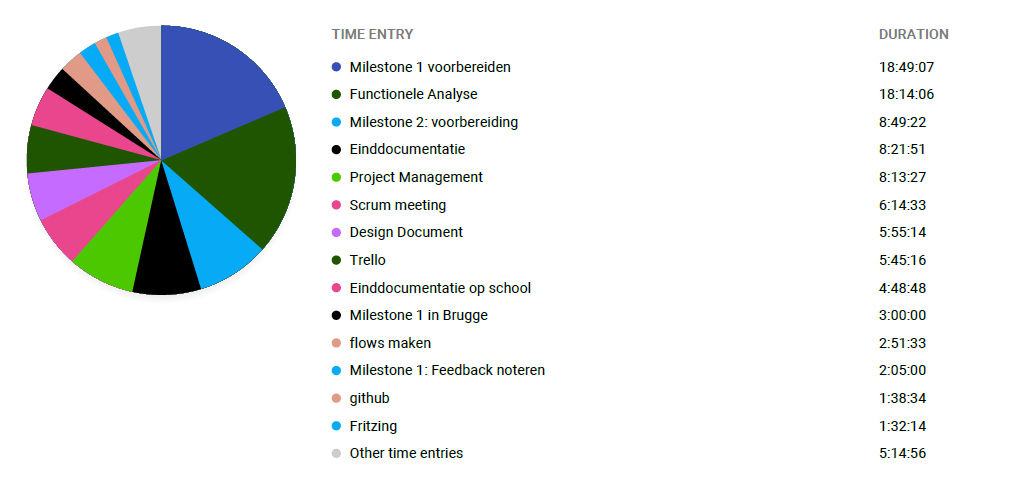 TIME ENTRY DURATION
Milestone 1 voorbereiden 18:49:07
Functionele Analyse 18:14:06
Milestone 2: voorbereiding 8:49:22
Einddocumentatie 8:21:51
Project Management 8:13:27
Scrum meeting 6:14:33
Design Document 5:55:14
Trello 5:45:16
Einddocumentatie op school 4:48:48
Milestone 1 in Brugge 3:00:00
flows maken 2:51:33
Milestone 1: Feedback noteren 2:05:00
github 1:38:34
Fritzing 1:32:14
Other time entries 5:14:56